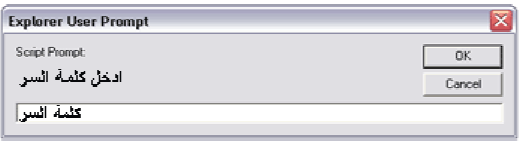 Explorer User Prompt
Script Prompt:
OK
ادخل كلمة السر
Cancel
كلمة السر